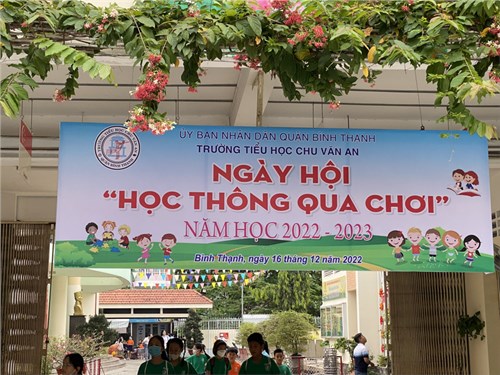 ỦY BAN NHÂN DÂN QUẬN BÌNH THẠNH
TRƯỜNG TIỂU HỌC CHU VĂN AN
NGÀY HỘI
“HỌC THÔNG QUA CHƠI”
NĂM HỌC 2022 - 2023
Bình Thạnh, ngày 16 tháng 12 năm 2022